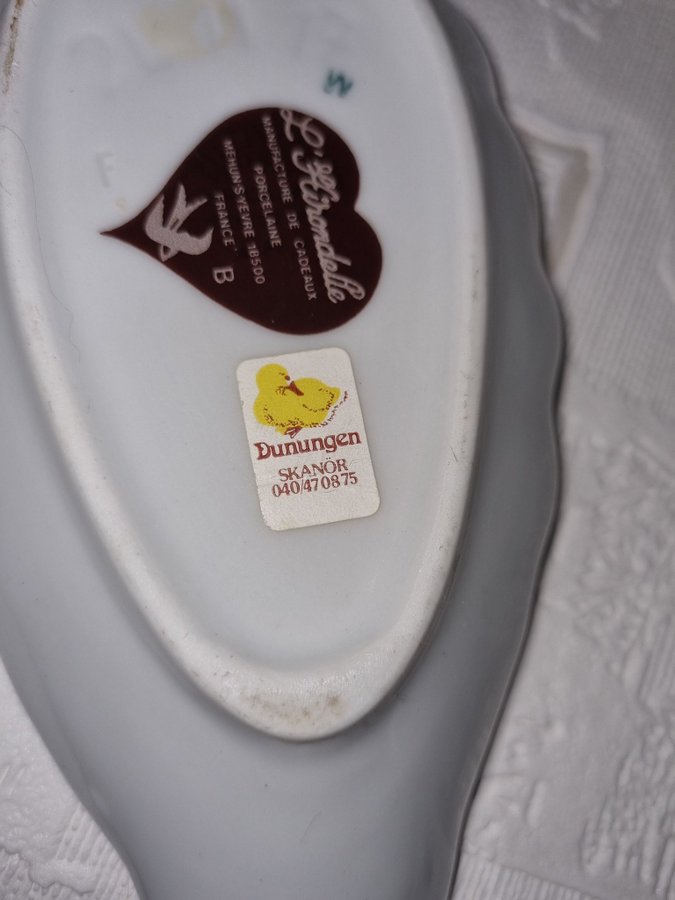 W
L'Hirondelle
MANUFACTURE DE CADEAUX
PORCELAINE
MEHUN S-YEVRE 18500
FRANCE
B
F
Dunungen
SKANÖR
040/47 08 75